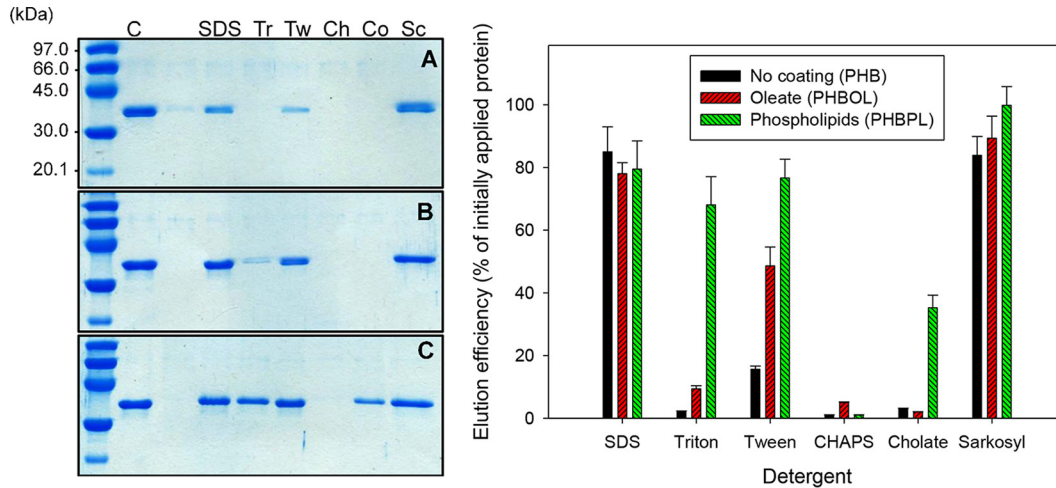 (kDa)
C SDS Tr Tw Ch Co Sc
97.0
66.0
45.0
30.0
20.1
A
B
C
Elution efficiency (% of initially applied protein)
100
80
60
40
20
0
No coating (PHB)
Oleate (PHBOL)
Phospholipids (PHBPL)
SDS Triton Tween CHAPS Cholate Sarkosyl
Detergent